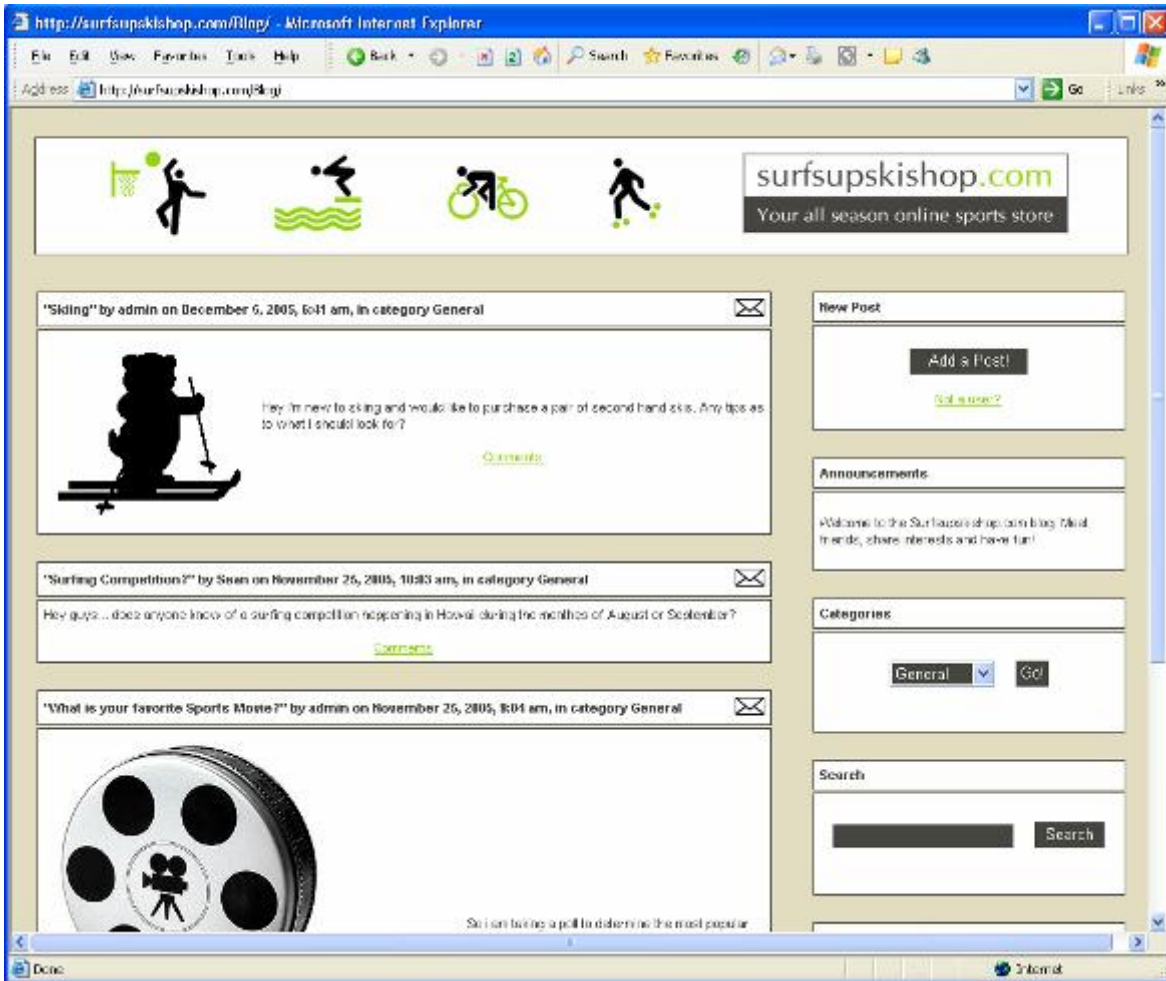 http://surfsupskishop.com/Blog/ - Microsoft Internet Explorer
File Edit View Favorites Tools Help Back Search Favorites
Address http://surfsupskishop.com/Blog/ Go Links
surfsupskishop.com
Your all season online sports store
"Skiing" by admin on December 6, 2005, 6:41 am, in category General
Hey i'm new to skiing and would like to purchase a pair of second hand skis. Any tips as
to what I should look for?
Comments
"Surfing Competition?" by Sean on November 25, 2005, 10:03 am, in category General
Hey guys... does anyone know of a surfing competition happening in Hawaii during the monthes of August or September?
Comments
"What is your favorite Sports Movie?" by admin on November 25, 2005, 9:04 am, in category General
So i am taking a poll to determine the most popular
New Post
Add a Post!
Not a user?
Announcements
Welcome to the Surfsupskishop.com blog. Meet
friends, share interests and have fun!
Categories
General Go!
Search
Search
Done Internet